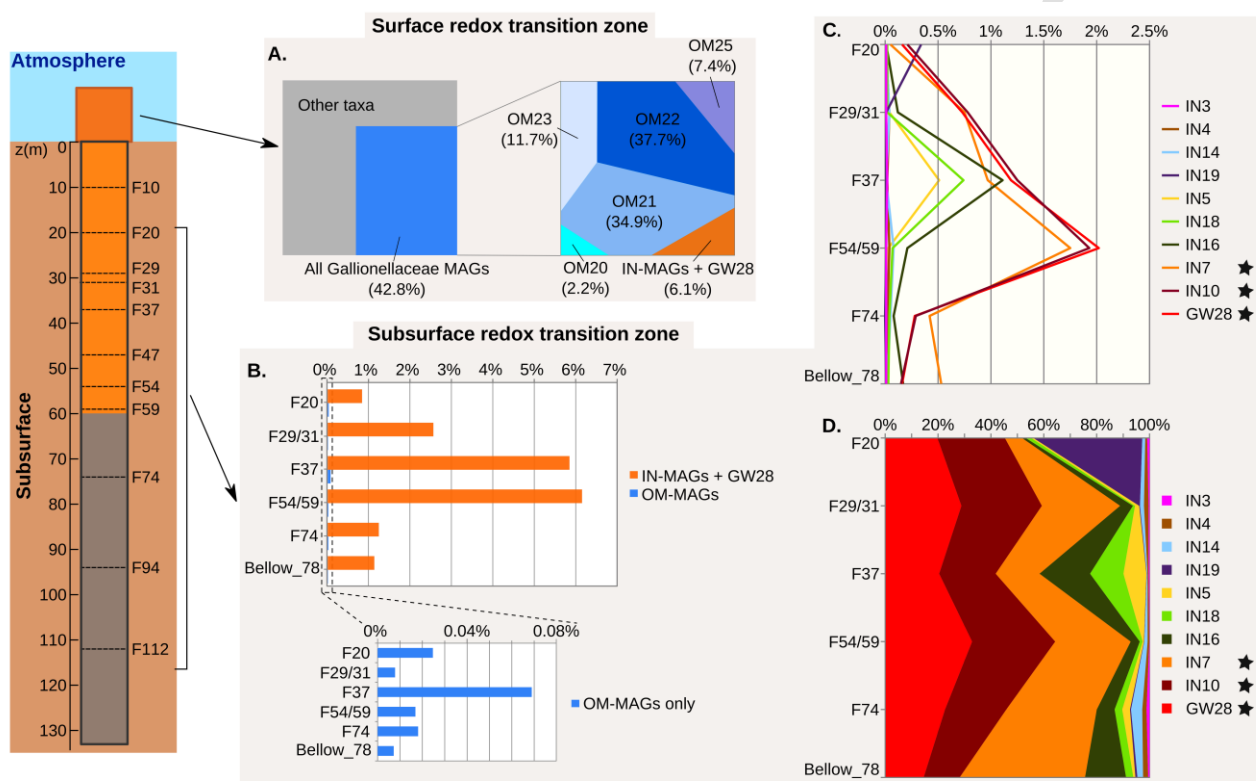 Atmosphere
z(m)
0
10
20
30
40
50
60
70
80
90
100
110
120
130
Subsurface
F10
F20
F29
F31
F37
F47
F54
F59
F74
F94
F112
Surface redox transition zone
A.
Other taxa
All Gallionellaceae MAGs
(42.8%)
OM25
(7.4%)
OM23
(11.7%)
OM22
(37.7%)
OM21
(34.9%)
OM20
(2.2%)
IN-MAGs + GW28
(6.1%)
Subsurface redox transition zone
B.
0% 1% 2% 3% 4% 5% 6% 7%
F20
F29/31
F37
F54/59
F74
Bellow_78
IN-MAGs + GW28
OM-MAGs
0% 0.04% 0.08%
F20
F29/31
F37
F54/59
F74
Bellow_78
OM-MAGs only
C.
0% 0.5% 1% 1.5% 2% 2.5%
F20
F29/31
F37
F54/59
F74
Bellow_78
IN3
IN4
IN14
IN19
IN5
IN18
IN16
IN7
IN10
GW28
D.
0% 20% 40% 60% 80% 100%
F20
F29/31
F37
F54/59
F74
Bellow_78
IN3
IN4
IN14
IN19
IN5
IN18
IN16
IN7
IN10
GW28